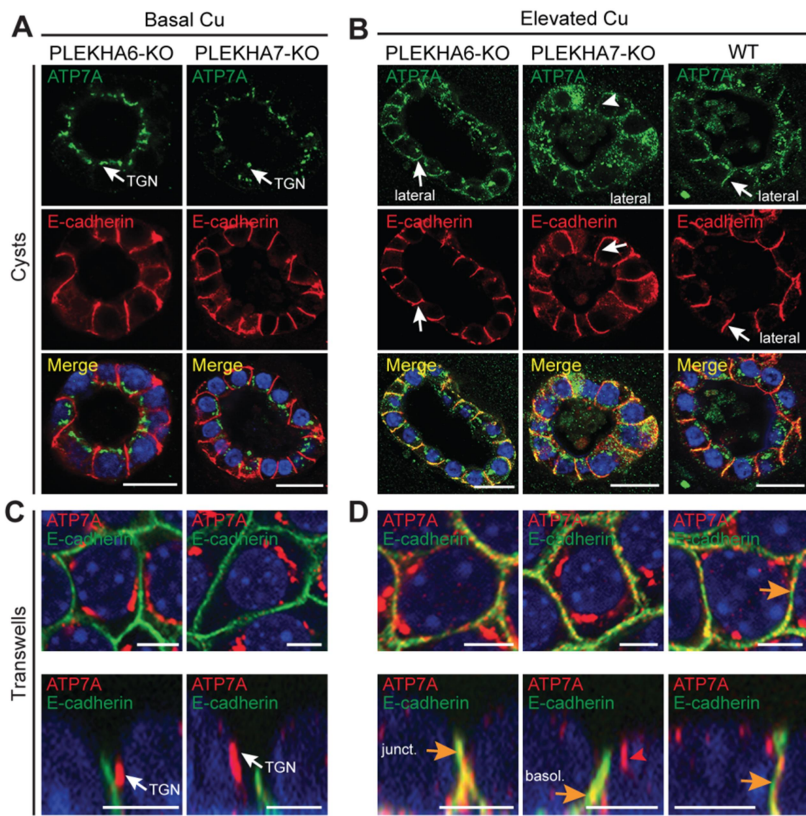 A
Basal Cu
PLEKHA6-KO
PLEKHA7-KO
B
Elevated Cu
PLEKHA6-KO
PLEKHA7-KO
WT
Cysts
ATP7A
TGN
ATP7A
TGN
ATP7A
lateral
ATP7A
lateral
ATP7A
lateral
E-cadherin
E-cadherin
E-cadherin
E-cadherin
E-cadherin
lateral
Merge
Merge
Merge
Merge
Merge
C
D
Transwells
ATP7A
E-cadherin
ATP7A
E-cadherin
ATP7A
E-cadherin
ATP7A
E-cadherin
ATP7A
E-cadherin
ATP7A
E-cadherin
TGN
ATP7A
E-cadherin
TGN
ATP7A
E-cadherin
junct.
ATP7A
E-cadherin
basol.
ATP7A
E-cadherin